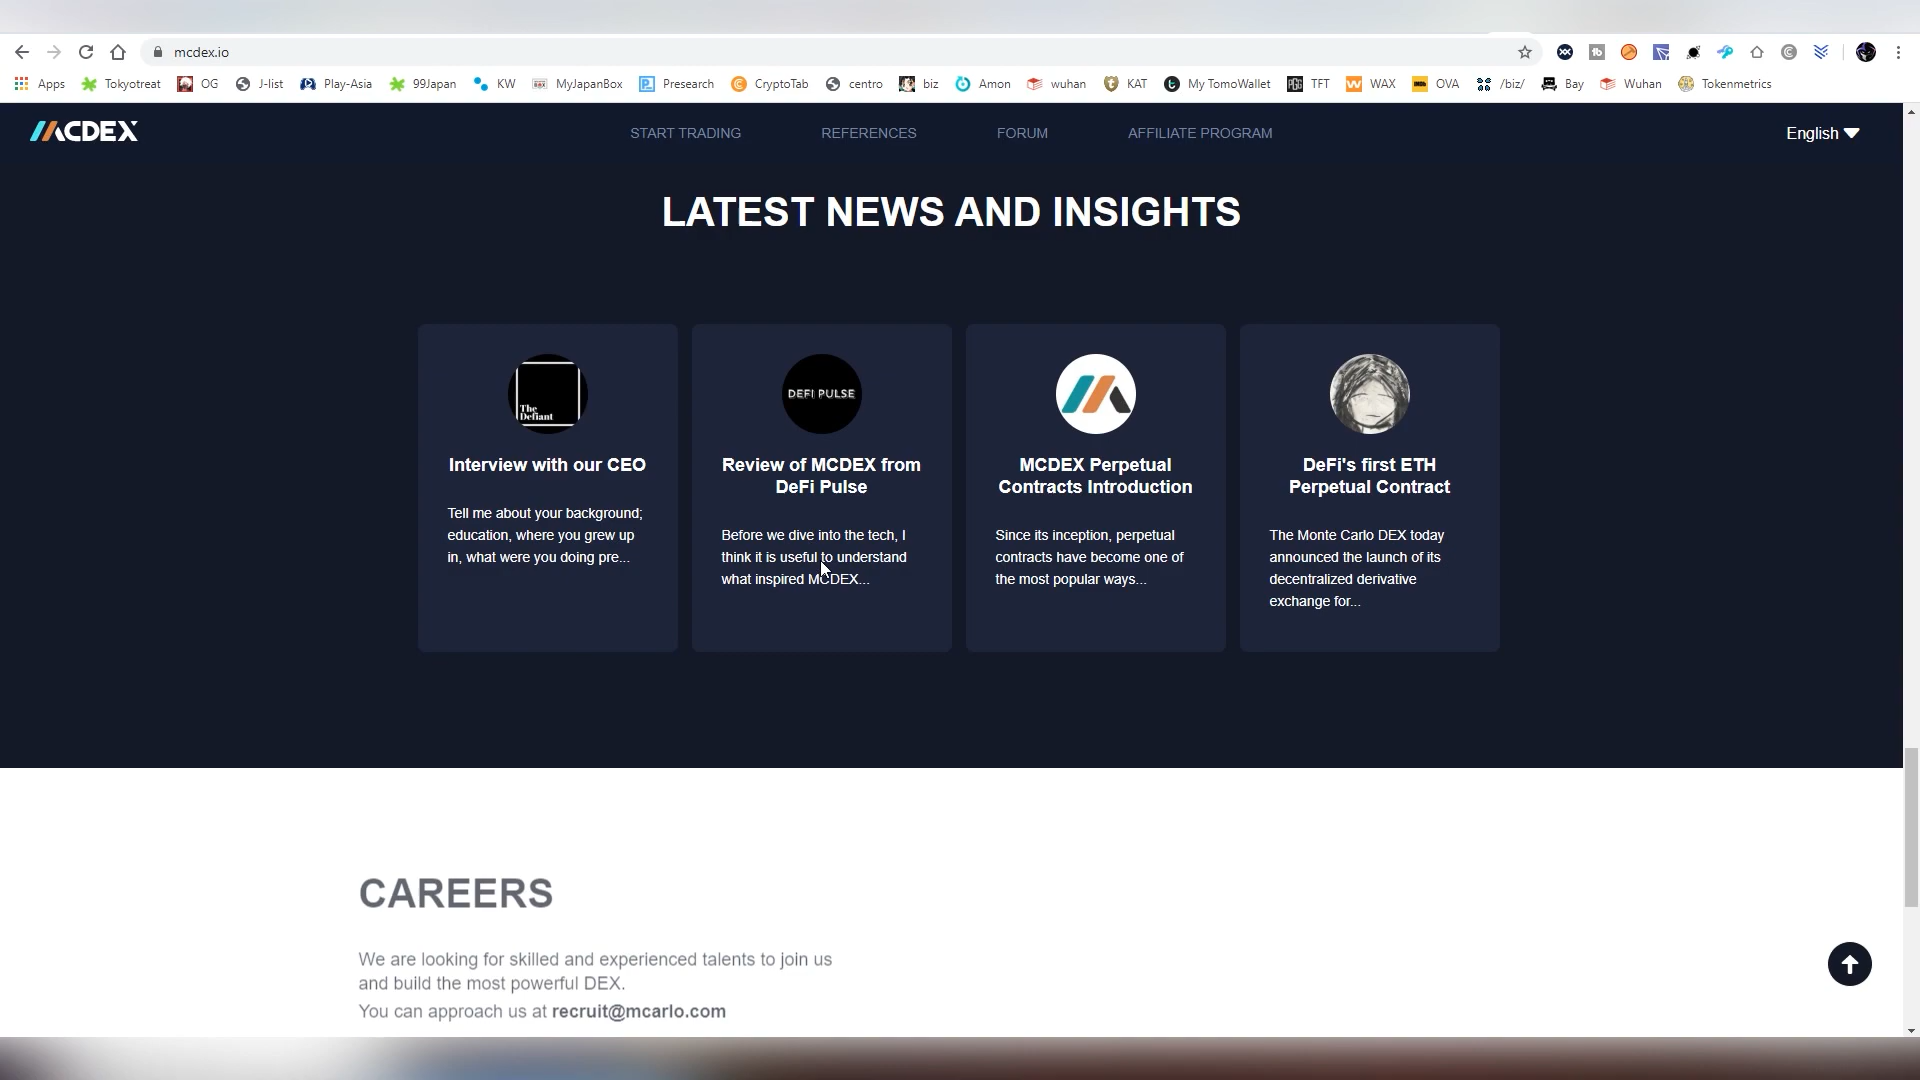 mcdex.io
Apps Tokyotreat OG J-list Play-Asia 99Japan KW MyJapanBox Presearch CryptoTab centro biz Amon wuhan KAT My TomoWallet TFT WAX OVA /biz/ Bay Wuhan Tokenmetrics
MCDEX START TRADING REFERENCES FORUM AFFILIATE PROGRAM English
LATEST NEWS AND INSIGHTS
The
Defiant
Interview with our CEO
Tell me about your background;
education, where you grew up
in, what were you doing pre...
DEFI PULSE
Review of MCDEX from
DeFi Pulse
Before we dive into the tech, I
think it is useful to understand
what inspired MCDEX...
MCDEX Perpetual
Contracts Introduction
Since its inception, perpetual
contracts have become one of
the most popular ways...
DeFi's first ETH
Perpetual Contract
The Monte Carlo DEX today
announced the launch of its
decentralized derivative
exchange for...
CAREERS
We are looking for skilled and experienced talents to join us
and build the most powerful DEX.
You can approach us at recruit@mcarlo.com